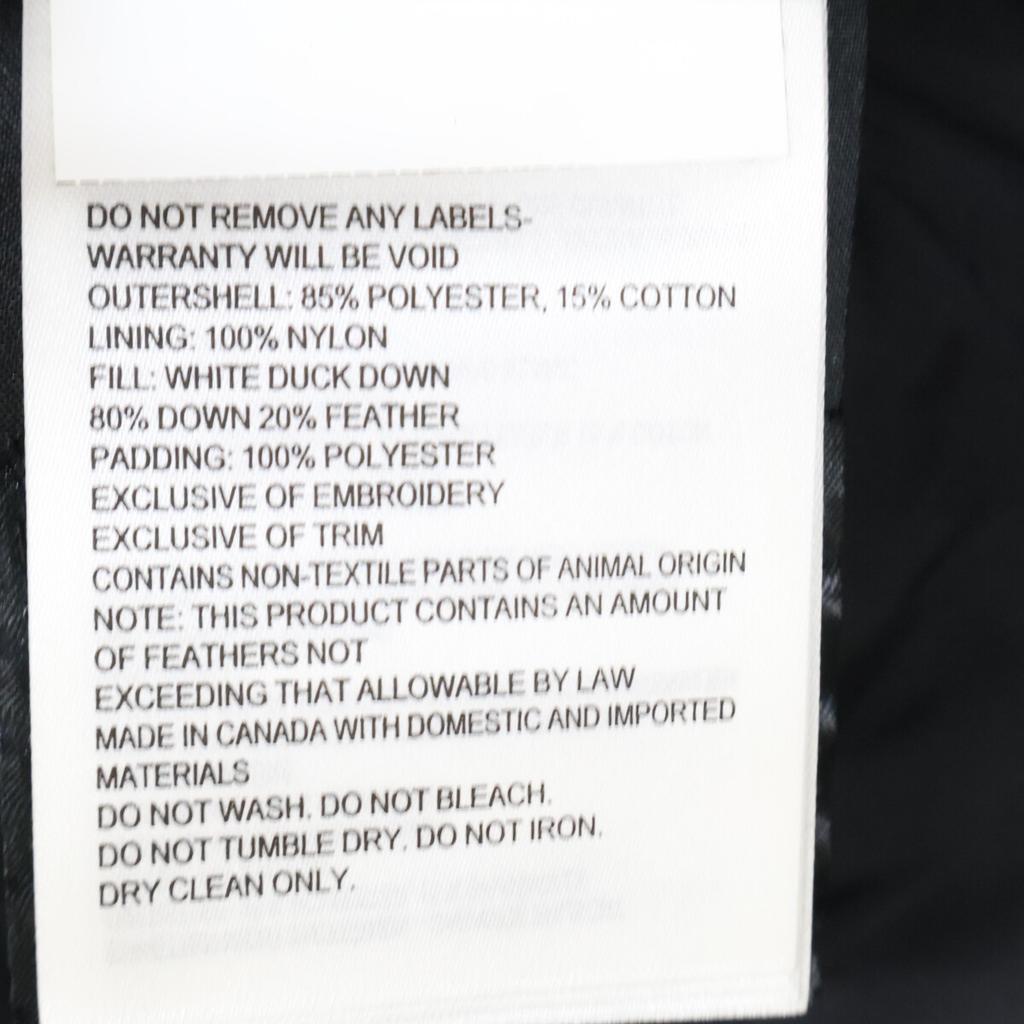 DO NOT REMOVE ANY LABELS-
WARRANTY WILL BE VOID
OUTERSHELL: 85% POLYESTER, 15% COTTON
LINING: 100% NYLON
FILL: WHITE DUCK DOWN
80% DOWN 20% FEATHER
PADDING: 100% POLYESTER
EXCLUSIVE OF EMBROIDERY
EXCLUSIVE OF TRIM
CONTAINS NON-TEXTILE PARTS OF ANIMAL ORIGIN
NOTE: THIS PRODUCT CONTAINS AN AMOUNT
OF FEATHERS NOT
EXCEEDING THAT ALLOWABLE BY LAW
MADE IN CANADA WITH DOMESTIC AND IMPORTED
MATERIALS
DO NOT WASH. DO NOT BLEACH.
DO NOT TUMBLE DRY. DO NOT IRON.
DRY CLEAN ONLY.